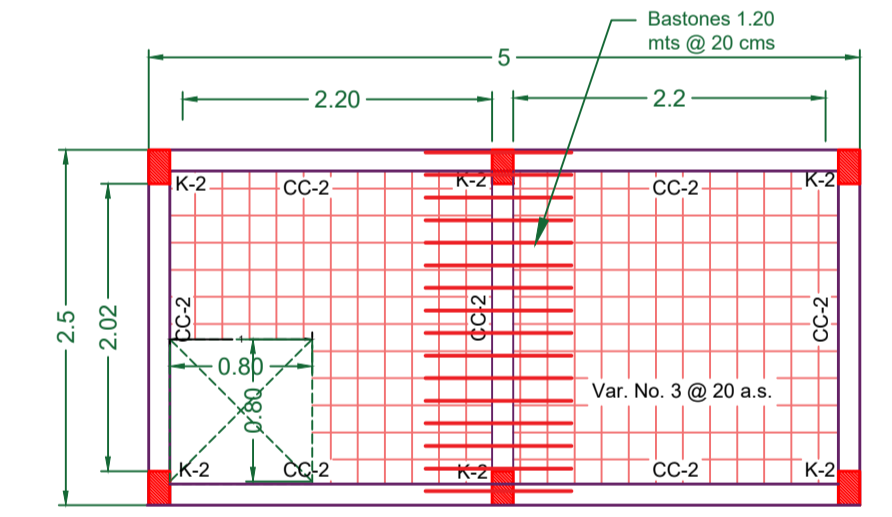 Bastones 1.20
mts @ 20 cms
5
2.20
2.2
K-2
CC-2
K-2
CC-2
K-2
2.5
2.02
CC-2
CC-2
CC-2
0.80
0.80
Var. No. 3 @ 20 a.s.
K-2
CC-2
K-2
CC-2
K-2